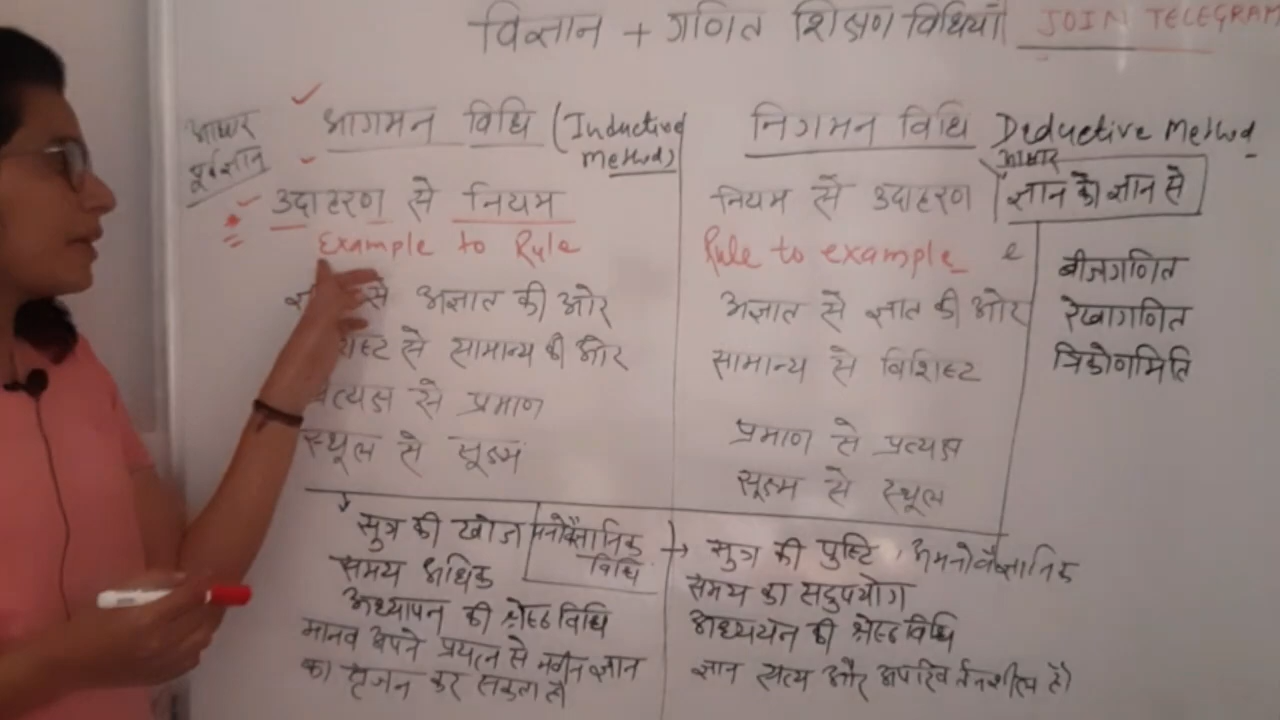 विज्ञान + गणित शिक्षण विधियाँ JOIN TELEGRAM
आधार
पूर्वज्ञान
आगमन विधि (Inductive
Method)
उदाहरण से नियम
Example to Rule
से अज्ञात की ओर
से सामान्य की ओर
से प्रमाण
स्थूल से सूक्ष्म
सूत्र की खोज
मनोवैज्ञानिक
विधि
समय अधिक
अध्यापन की श्रेष्ठ विधि
मानव अपने प्रयत्न से नवीन ज्ञान
का सृजन कर सकता है।
निगमन विधि Deductive Method
आधार
ज्ञान को ज्ञान से
नियम से उदाहरण
Rule to example
अज्ञात से ज्ञात की ओर
सामान्य से विशिष्ट
प्रमाण से प्रत्यक्ष
सूक्ष्म से स्थूल
बीजगणित
रेखागणित
त्रिकोणमिति
→ सूत्र की पुष्टि, अमनोवैज्ञानिक
समय का सदुपयोग
अध्ययन की श्रेष्ठ विधि
ज्ञान सत्य और अपरिवर्तनशील है।